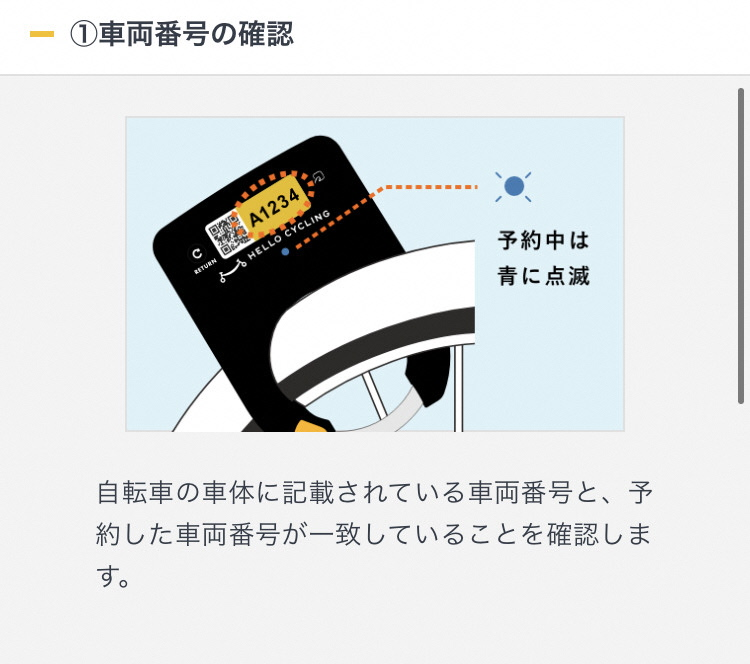 ①車両番号の確認
A1234
RETURN
HELLO CYCLING
予約中は
青に点滅
自転車の車体に記載されている車両番号と、予
約した車両番号が一致していることを確認しま
す。